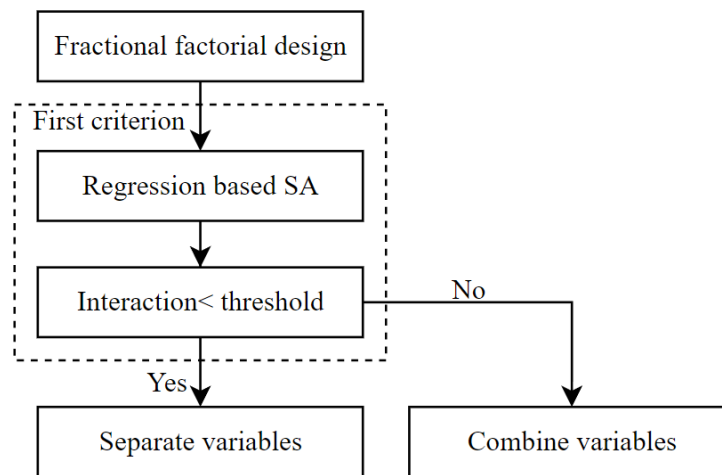 Fractional factorial design
First criterion
Regression based SA
Interaction< threshold
No
Yes
Separate variables
Combine variables